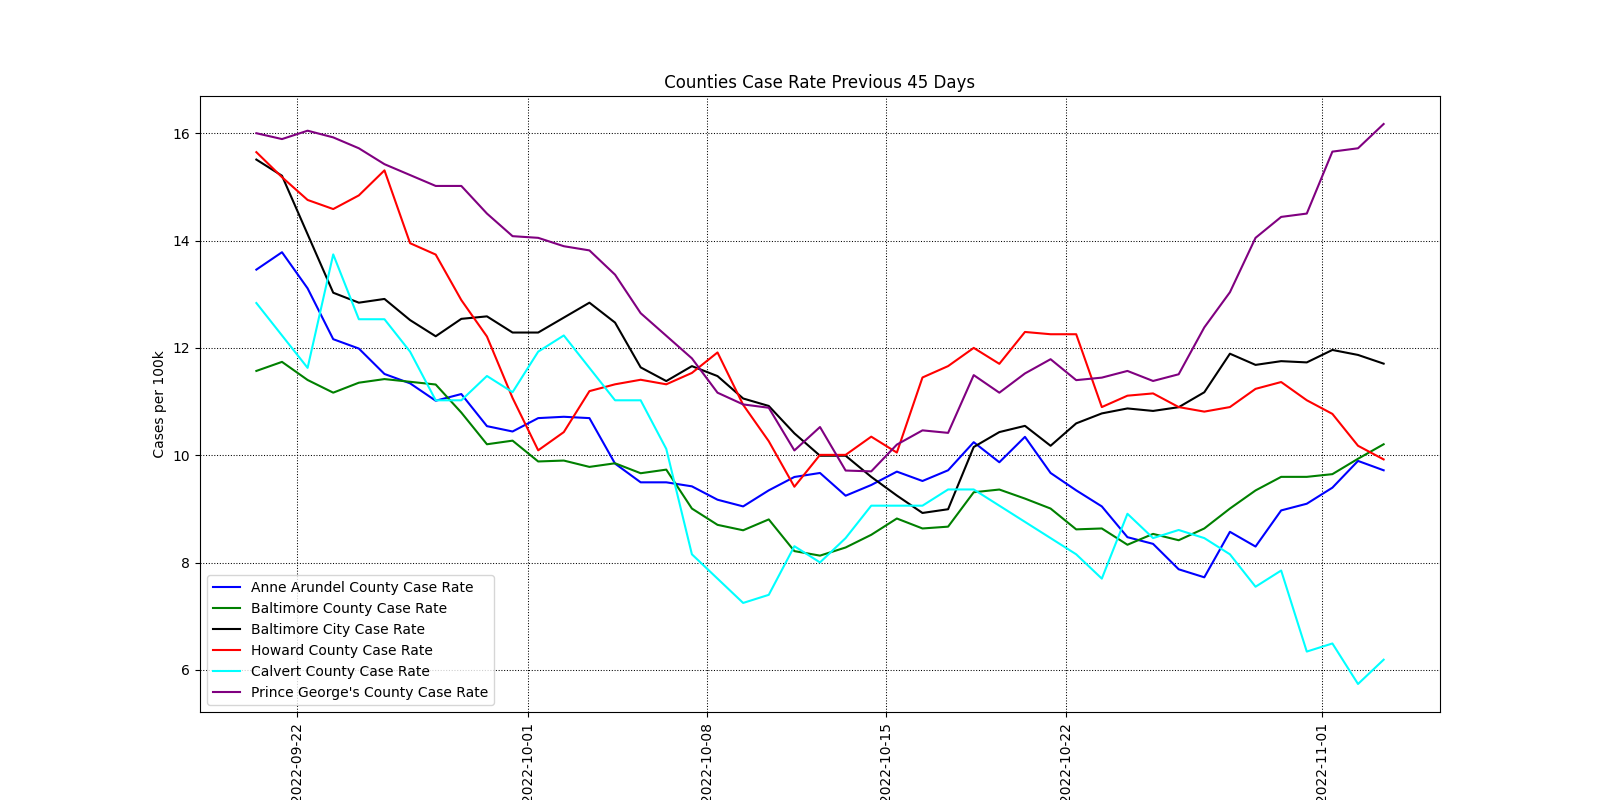 Counties Case Rate Previous 45 Days
16
14
12
10
8
6
Cases per 100k
Anne Arundel County Case Rate
Baltimore County Case Rate
Baltimore City Case Rate
Howard County Case Rate
Calvert County Case Rate
Prince George's County Case Rate
2022-09-22
2022-10-01
2022-10-08
2022-10-15
2022-10-22
2022-11-01